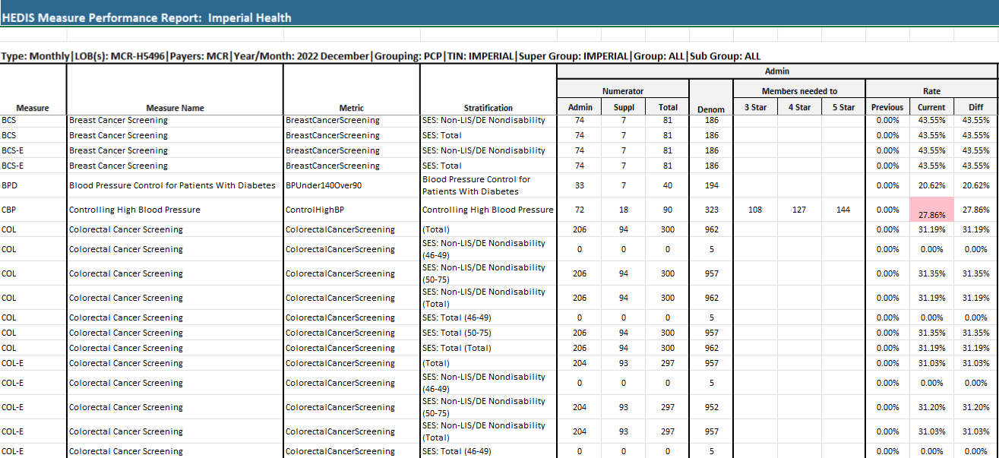 HEDIS Measure Performance Report: Imperial Health
Type: Monthly|LOB(s): MCR-H5496|Payers: MCR|Year/Month: 2022 December|Grouping: PCP|TIN: IMPERIAL|Super Group: IMPERIAL|Group: ALL|Sub Group: ALL
Admin
Numerator Members needed to Rate
Measure Measure Name Metric Stratification Admin Suppl Total Denom 3 Star 4 Star 5 Star Previous Current Diff
BCS Breast Cancer Screening BreastCancerScreening SES: Non-LIS/DE Nondisability 74 7 81 186 0.00% 43.55% 43.55%
BCS Breast Cancer Screening BreastCancerScreening SES: Total 74 7 81 186 0.00% 43.55% 43.55%
BCS-E Breast Cancer Screening BreastCancerScreening SES: Non-LIS/DE Nondisability 74 7 81 186 0.00% 43.55% 43.55%
BCS-E Breast Cancer Screening BreastCancerScreening SES: Total 74 7 81 186 0.00% 43.55% 43.55%
BPD Blood Pressure Control for Patients With Diabetes BPUnder140Over90 Blood Pressure Control for
Patients With Diabetes 33 7 40 194 0.00% 20.62% 20.62%
CBP Controlling High Blood Pressure ControlHighBP Controlling High Blood Pressure 72 18 90 323 108 127 144 0.00% 27.86% 27.86%
COL Colorectal Cancer Screening ColorectalCancerScreening (Total) 206 94 300 962 0.00% 31.19% 31.19%
COL Colorectal Cancer Screening ColorectalCancerScreening SES: Non-LIS/DE Nondisability
(46-49) 0 0 0 5 0.00% 0.00% 0.00%
COL Colorectal Cancer Screening ColorectalCancerScreening SES: Non-LIS/DE Nondisability
(50-75) 206 94 300 957 0.00% 31.35% 31.35%
COL Colorectal Cancer Screening ColorectalCancerScreening SES: Non-LIS/DE Nondisability
(Total) 206 94 300 962 0.00% 31.19% 31.19%
COL Colorectal Cancer Screening ColorectalCancerScreening SES: Total (46-49) 0 0 0 5 0.00% 0.00% 0.00%
COL Colorectal Cancer Screening ColorectalCancerScreening SES: Total (50-75) 206 94 300 957 0.00% 31.35% 31.35%
COL Colorectal Cancer Screening ColorectalCancerScreening SES: Total (Total) 206 94 300 962 0.00% 31.19% 31.19%
COL-E Colorectal Cancer Screening ColorectalCancerScreening (Total) 204 93 297 957 0.00% 31.03% 31.03%
COL-E Colorectal Cancer Screening ColorectalCancerScreening SES: Non-LIS/DE Nondisability
(46-49) 0 0 0 5 0.00% 0.00% 0.00%
COL-E Colorectal Cancer Screening ColorectalCancerScreening SES: Non-LIS/DE Nondisability
(50-75) 204 93 297 952 0.00% 31.20% 31.20%
COL-E Colorectal Cancer Screening ColorectalCancerScreening SES: Non-LIS/DE Nondisability
(Total) 204 93 297 957 0.00% 31.03% 31.03%
COL-E Colorectal Cancer Screening ColorectalCancerScreening SES: Total (46-49) 0 0 0 5 0.00% 0.00% 0.00%